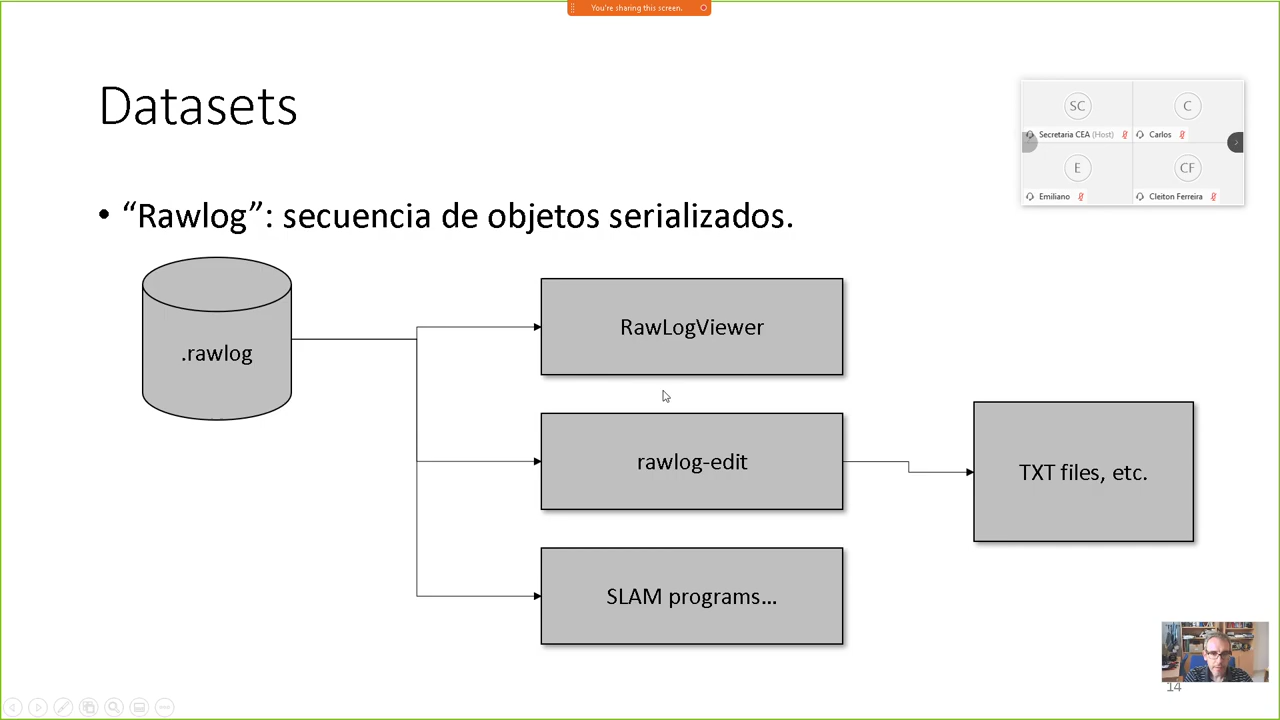 You're sharing this screen.
Datasets
SC
C
Secretaria CEA (Host)
Carlos
E
CF
Emiliano
Cleiton Ferreira
• “Rawlog”: secuencia de objetos serializados.
.rawlog
RawLogViewer
rawlog-edit
TXT files, etc.
SLAM programs...
14